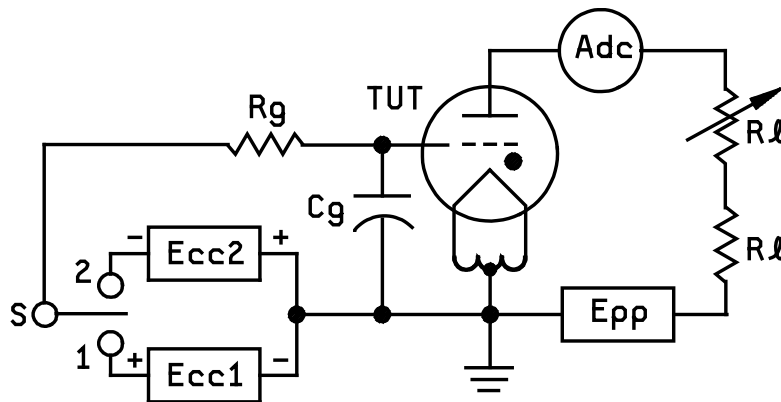 Adc
TUT
Rg
Rℓ
Cg
- Ecc2 +
2
Rℓ
S
Epp
1
+ Ecc1 -